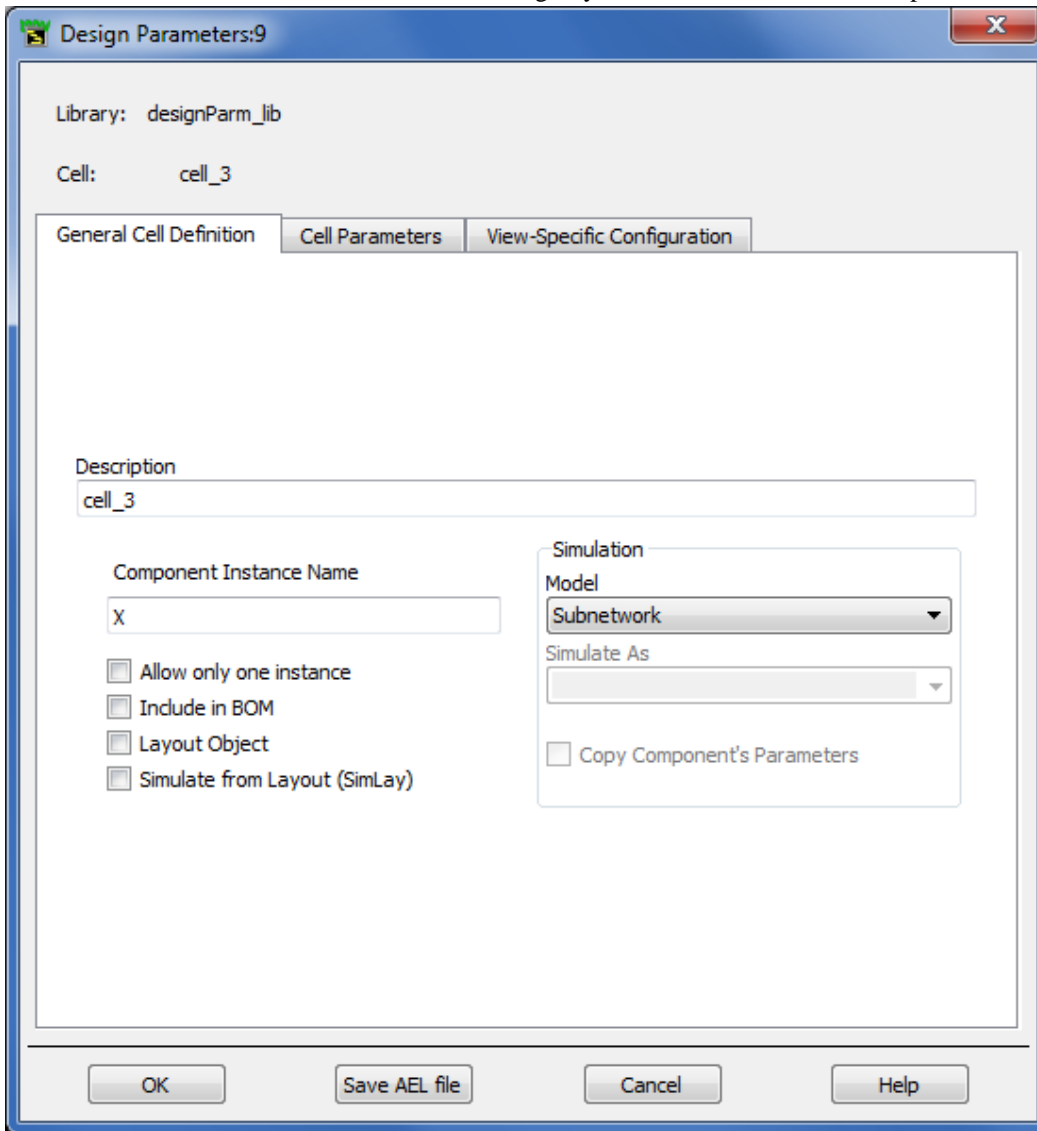 Design Parameters:9
Library: designParm_lib
Cell: cell_3
General Cell Definition Cell Parameters View-Specific Configuration
Description
cell_3
Component Instance Name
X
Allow only one instance
Include in BOM
Layout Object
Simulate from Layout (SimLay)
Simulation
Model
Subnetwork
Simulate As
Copy Component's Parameters
OK Save AEL file Cancel Help